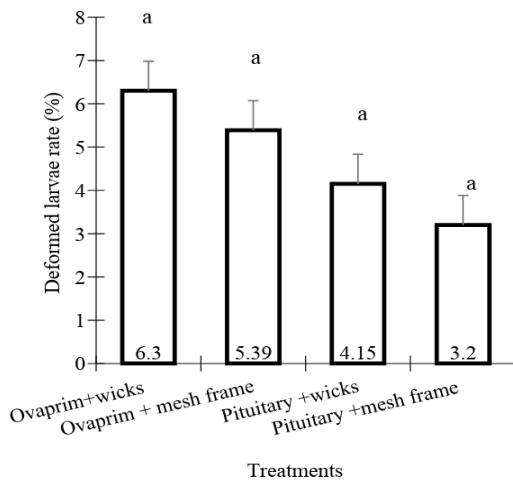 8
a
7
a
6
a
5
4
a
3
2
1
0
6.3
5.39
4.15
3.2
Deformed larvae rate (%)
Ovaprim+wicks
Ovaprim + mesh frame
Pituitary +wicks
Pituitary +mesh frame
Treatments